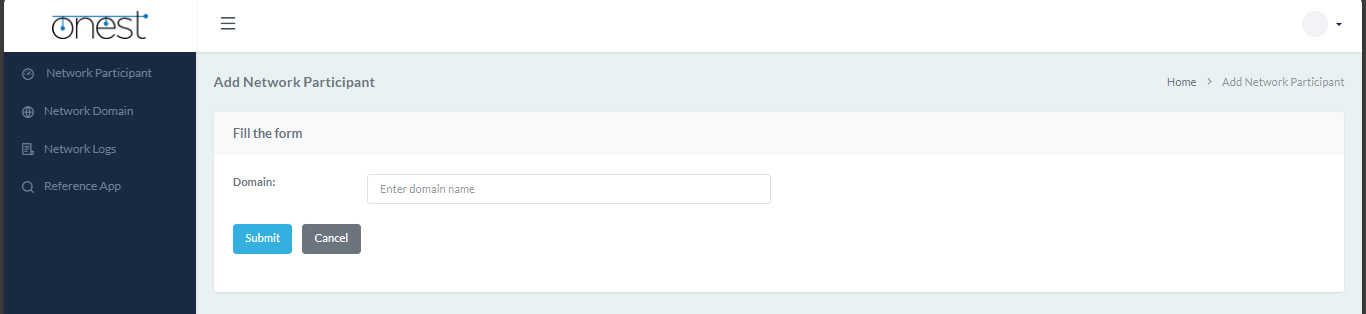 onest
Network Participant
Network Domain
Network Logs
Reference App
Add Network Participant
Home > Add Network Participant
Fill the form
Domain:
Enter domain name
Submit
Cancel